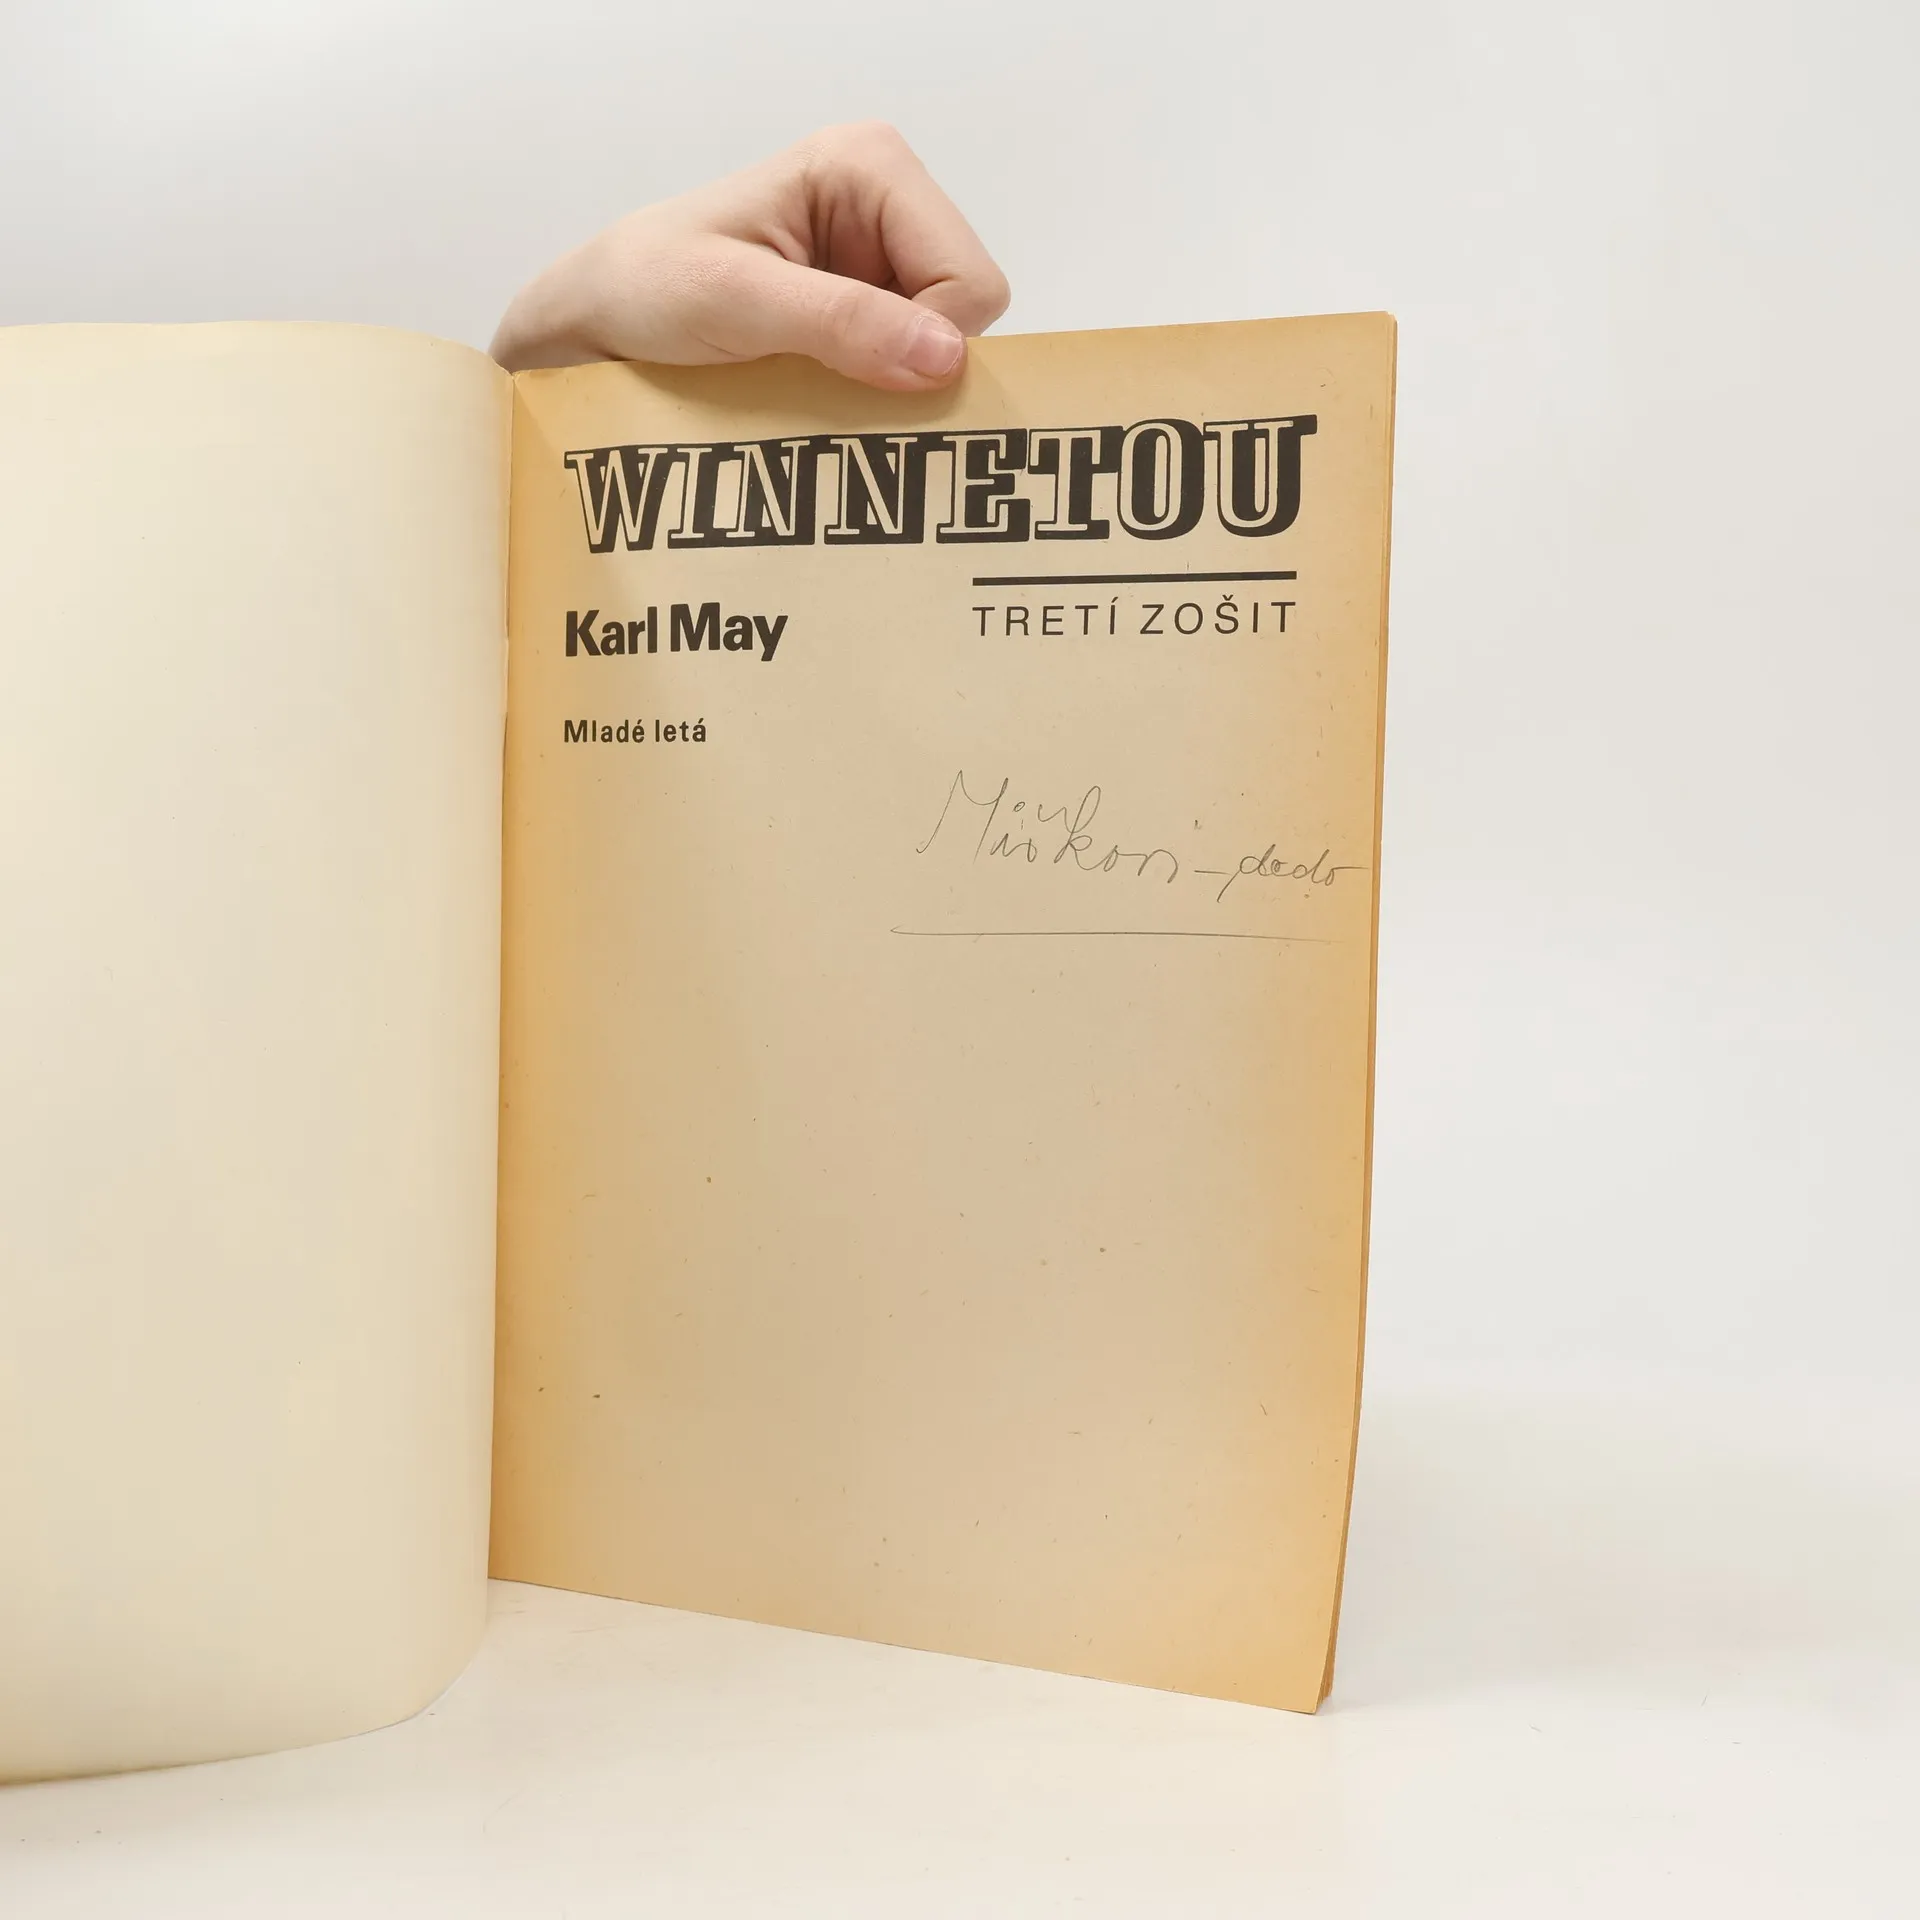 WINNETOU
Karl May
TRETÍ ZOŠIT
Mladé letá
Miškovi – dedo